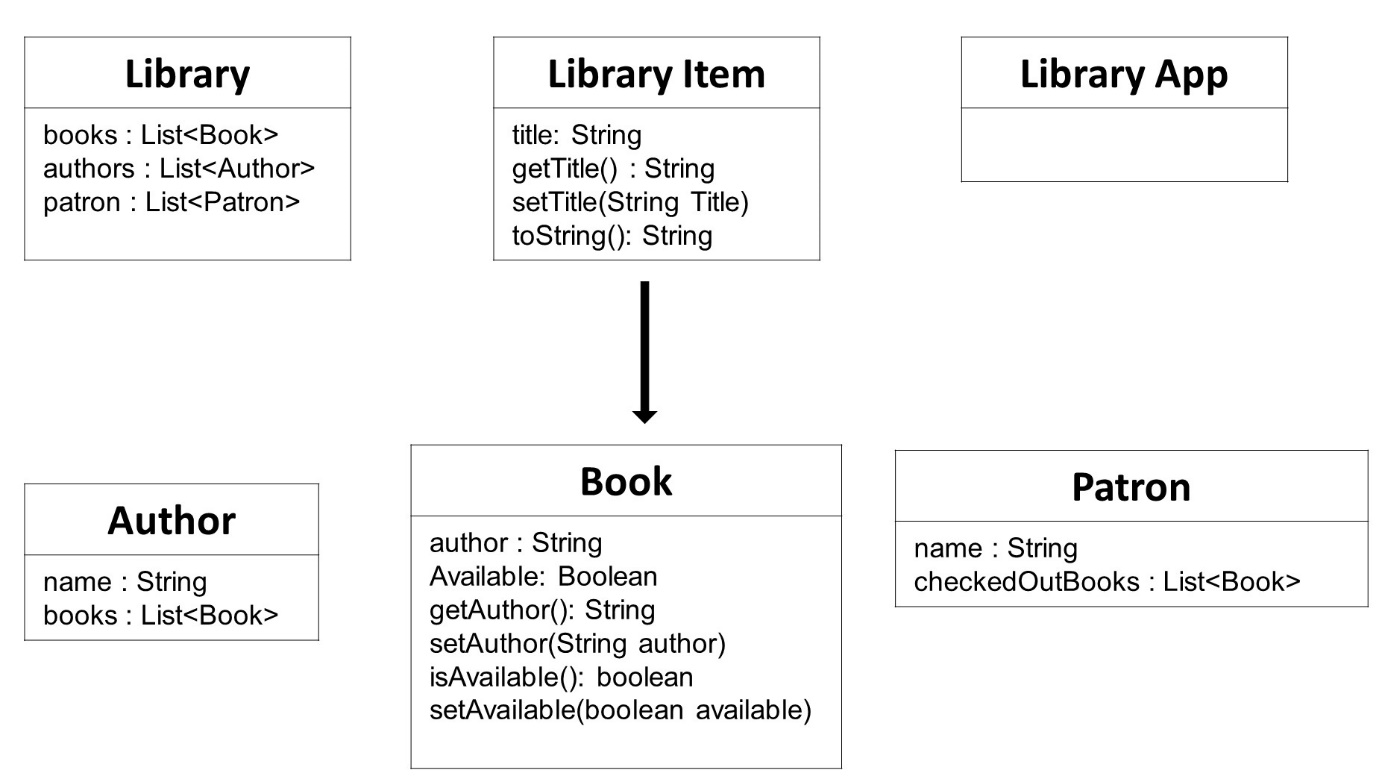 Library
books : List<Book>
authors : List<Author>
patron : List<Patron>
Library Item
title: String
getTitle() : String
setTitle(String Title)
toString(): String
Library App
Author
name : String
books : List<Book>
Book
author : String
Available: Boolean
getAuthor(): String
setAuthor(String author)
isAvailable(): boolean
setAvailable(boolean available)
Patron
name : String
checkedOutBooks : List<Book>